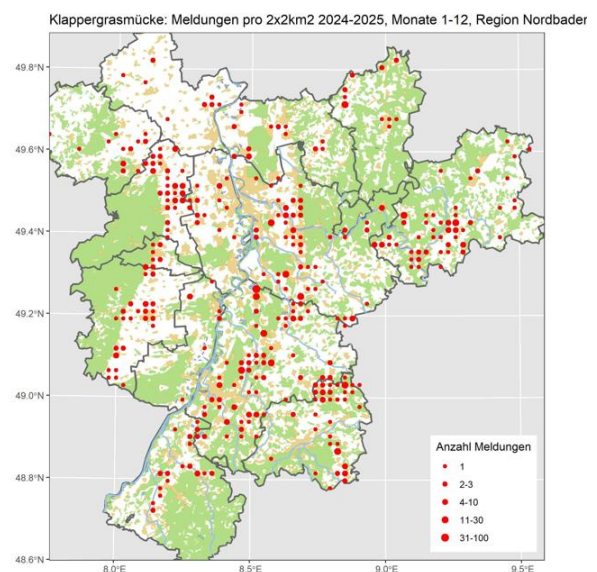 Klappergrasmücke: Meldungen pro 2x2km2 2024-2025, Monate 1-12, Region Nordbaden
49.8°N
49.6°N
49.4°N
49.2°N
49.0°N
48.8°N
48.6°N
Anzahl Meldungen
1
2-3
4-10
11-30
31-100
8.0°E
8.5°E
9.0°E
9.5°E